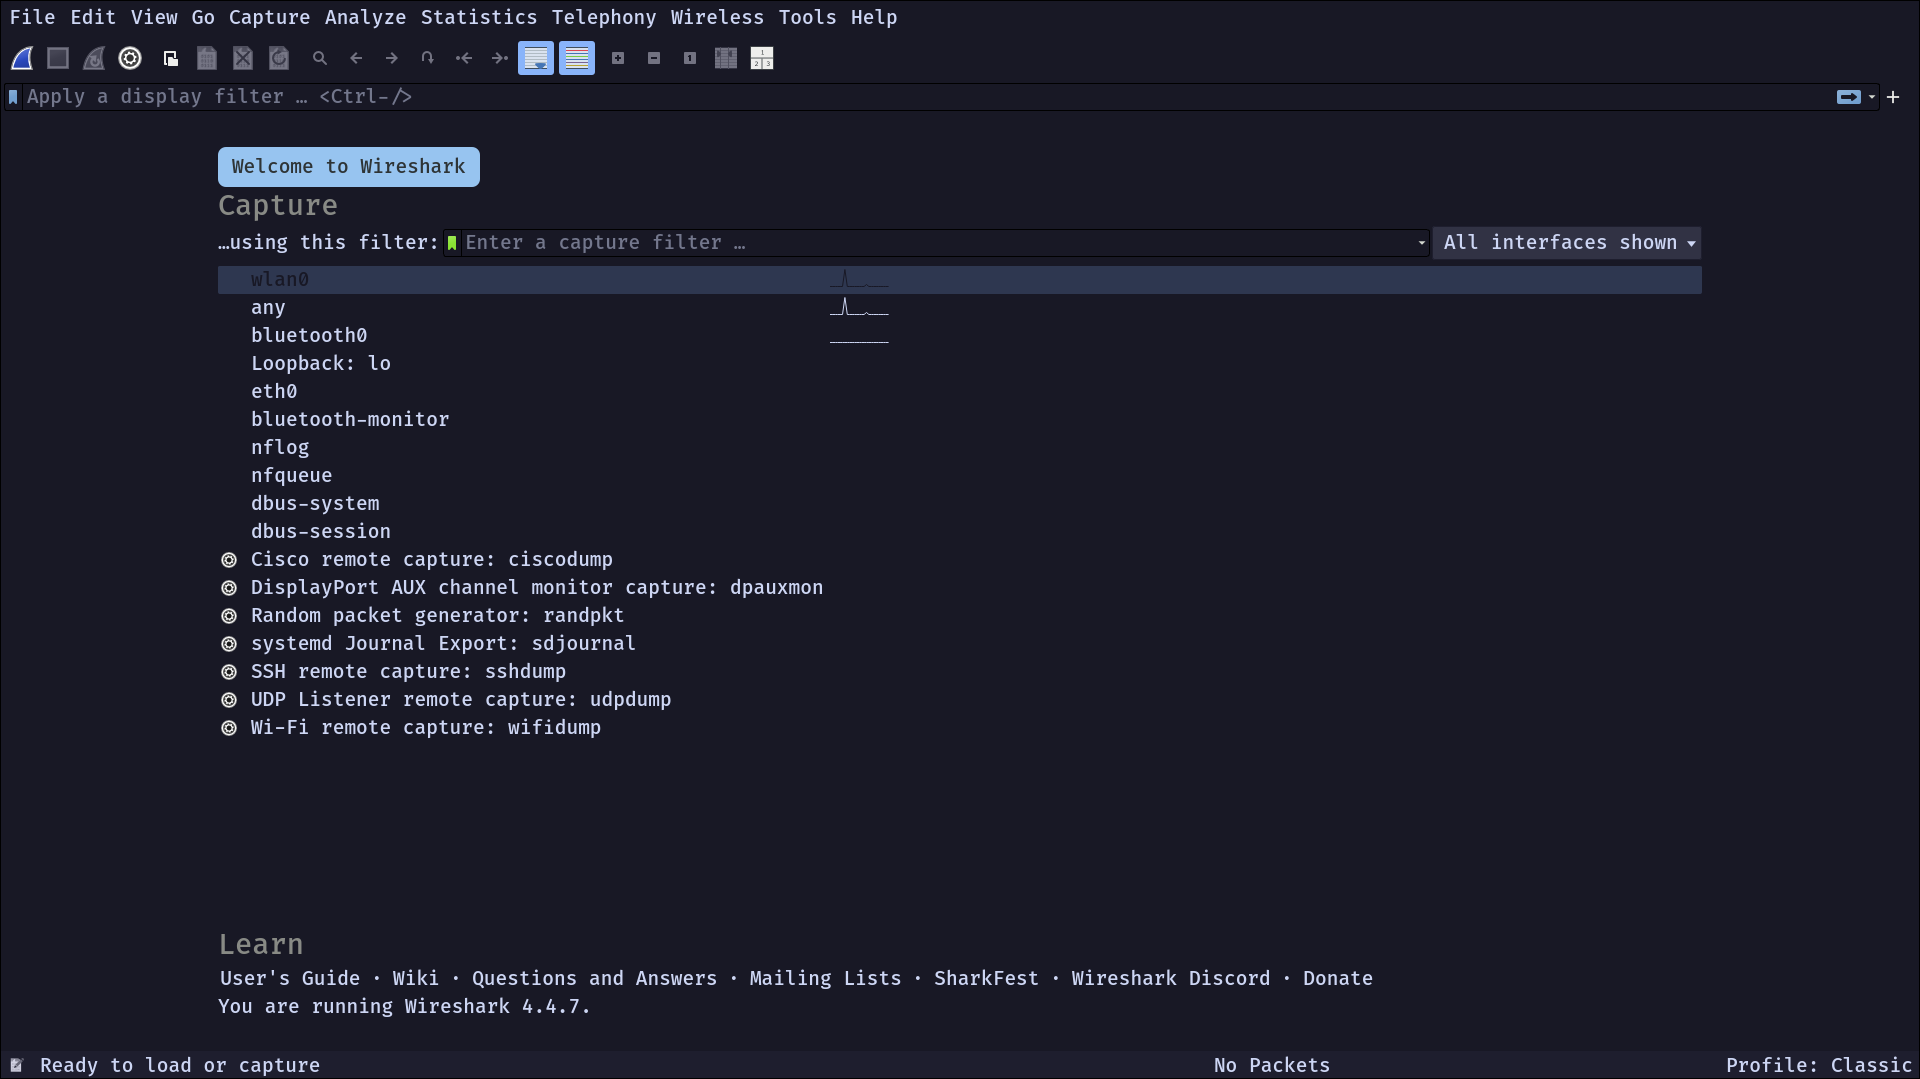 File Edit View Go Capture Analyze Statistics Telephony Wireless Tools Help
Apply a display filter … <Ctrl-/>
Welcome to Wireshark
Capture
…using this filter: Enter a capture filter … All interfaces shown
wlan0
any
bluetooth0
Loopback: lo
eth0
bluetooth-monitor
nflog
nfqueue
dbus-system
dbus-session
Cisco remote capture: ciscodump
DisplayPort AUX channel monitor capture: dpauxmon
Random packet generator: randpkt
systemd Journal Export: sdjournal
SSH remote capture: sshdump
UDP Listener remote capture: udpdump
Wi-Fi remote capture: wifidump
Learn
User's Guide · Wiki · Questions and Answers · Mailing Lists · SharkFest · Wireshark Discord · Donate
You are running Wireshark 4.4.7.
Ready to load or capture No Packets Profile: Classic